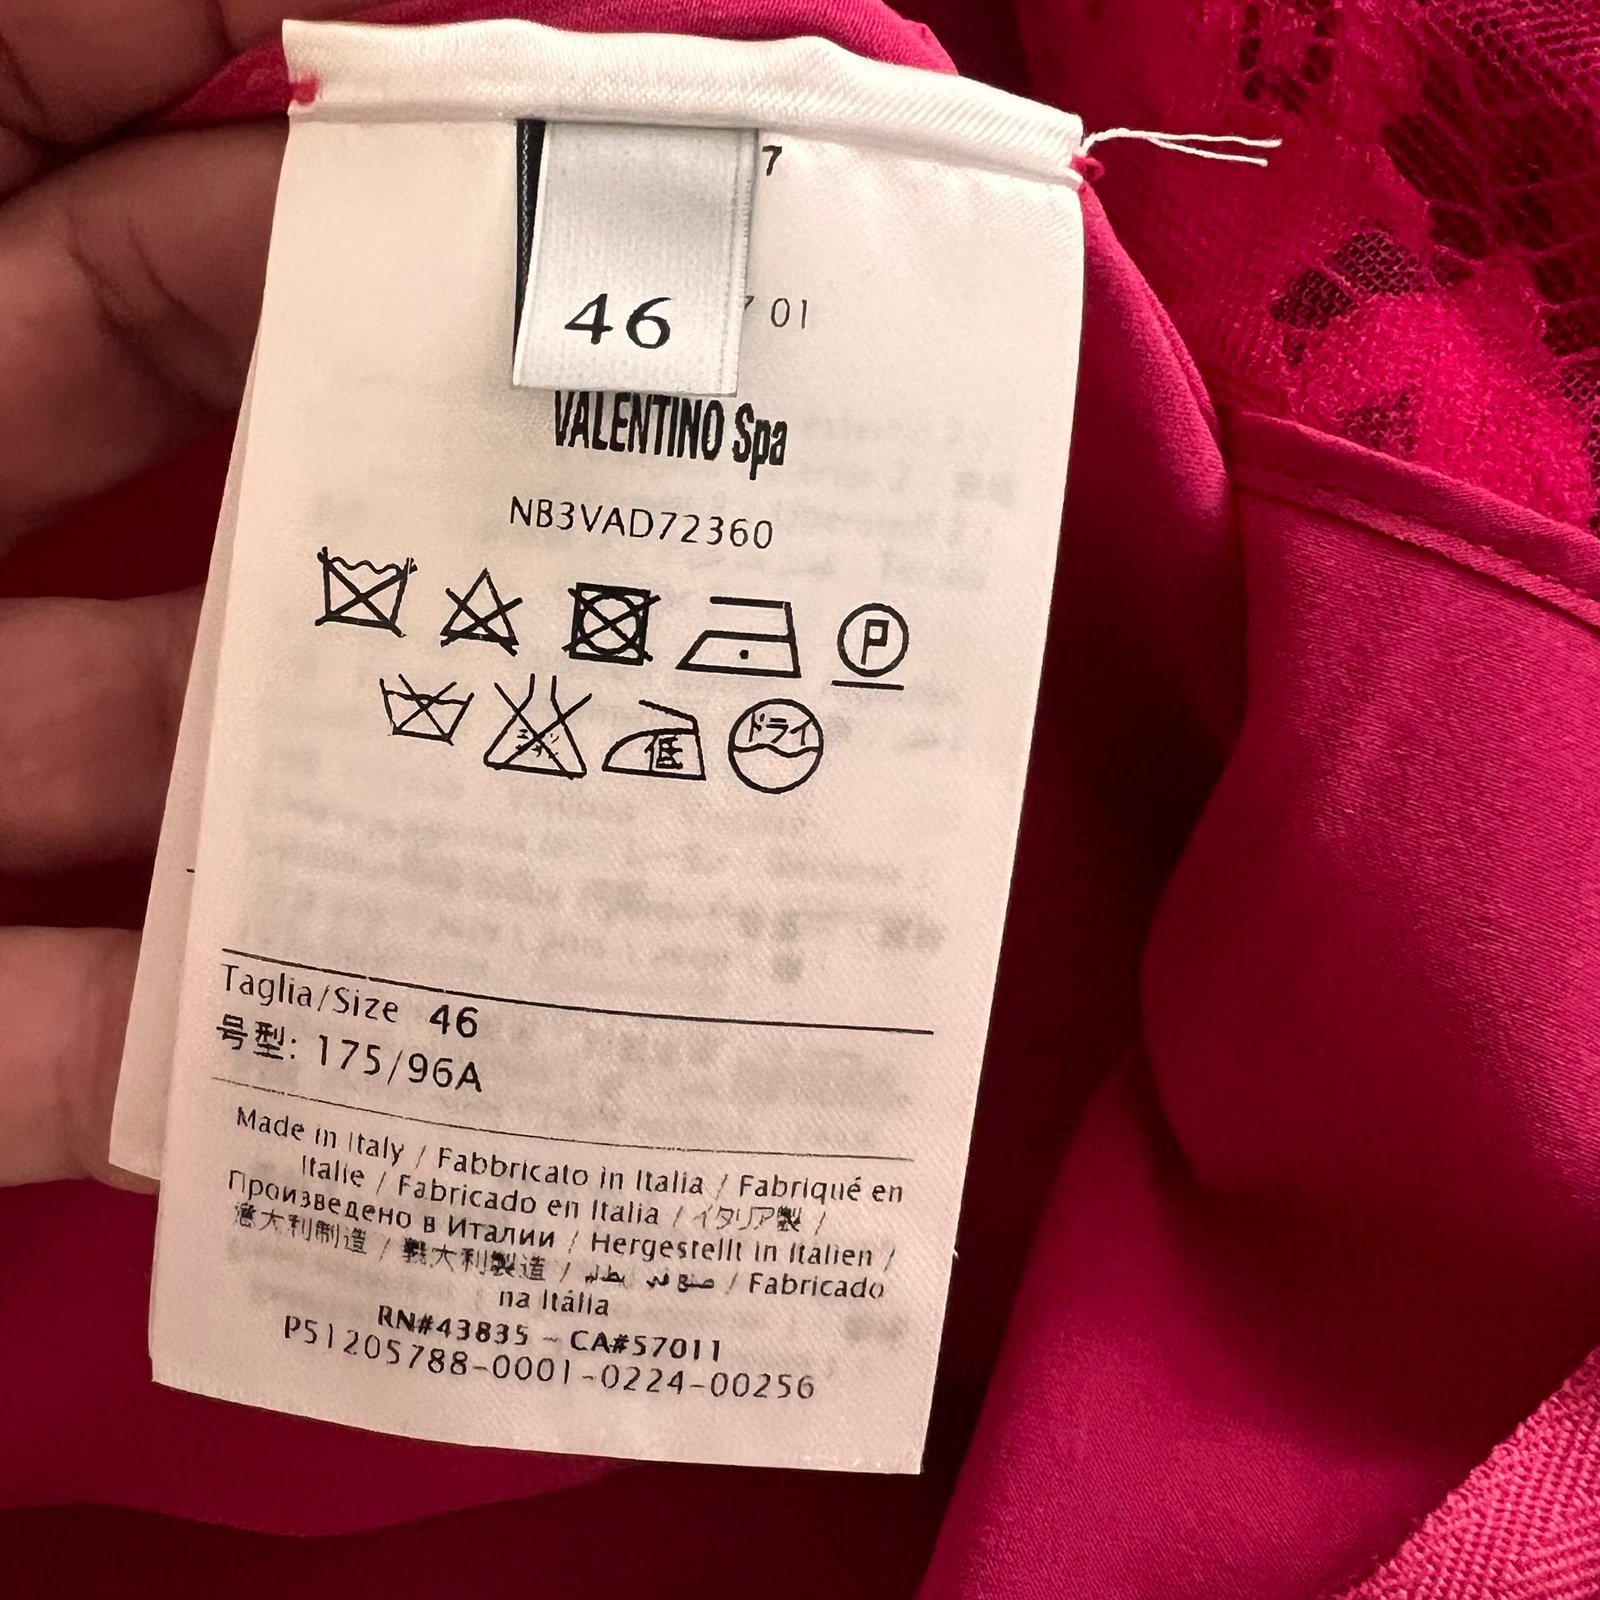 7
46
01
VALENTINO Spa
NB3VAD72360
P
ドライ
低
Taglia/Size 46
号型: 175/96A
Made in Italy / Fabbricato in Italia / Fabriqué en
Italie / Fabricado en Italia / イタリア製 /
Произведено в Италии / Hergestellt in Italien /
意大利制造 / 義大利製造 / / Fabricado
na Itália
RN#43835 - CA#57011
P51205788-0001-0224-00256